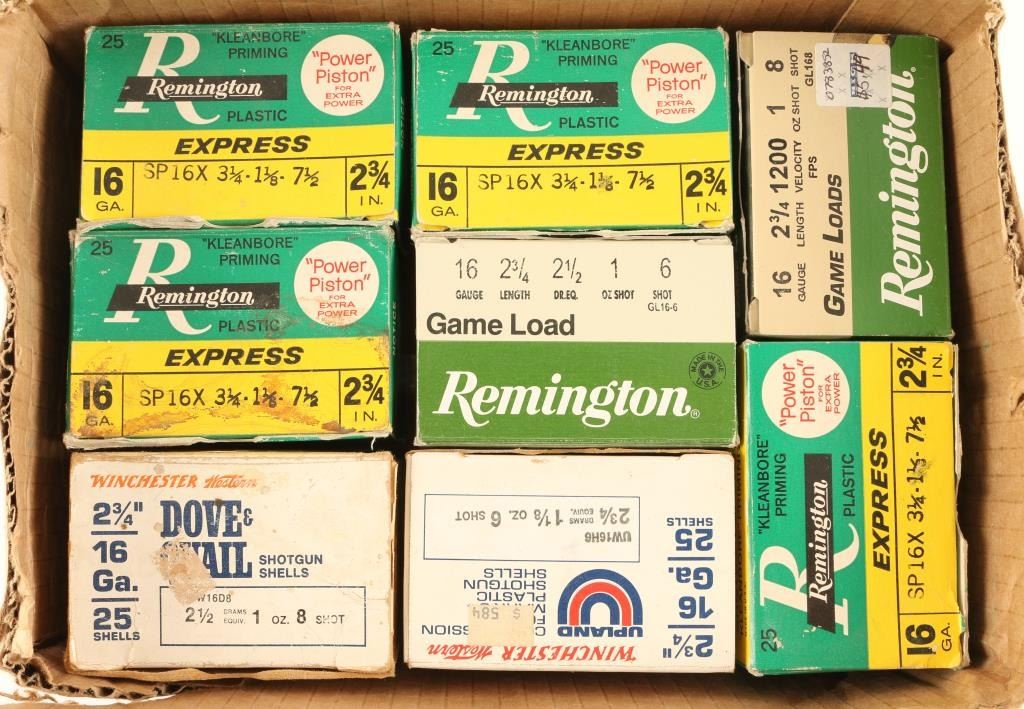 25 "KLEANBORE" PRIMING
R Remington
PLASTIC
"Power Piston" FOR EXTRA POWER
EXPRESS
16 GA. SP16X 3¼·1⅛·7½ 2¾ IN.
25 "KLEANBORE" PRIMING
R Remington
PLASTIC
"Power Piston" FOR EXTRA POWER
EXPRESS
16 GA. SP16X 3¼·1⅛·7½ 2¾ IN.
0783852
16 2¾ 1200 1 8
GAUGE LENGTH VELOCITY FPS OZ SHOT SHOT
GL168
GAME LOADS
Remington®
25 "KLEANBORE" PRIMING
R Remington
PLASTIC
"Power Piston" FOR EXTRA POWER
EXPRESS
16 GA. SP16X 3¼·1⅛·7½ 2¾ IN.
NOTICE
16 2¾ 2½ 1 6
GAUGE LENGTH DR.EQ. OZ SHOT SHOT
GL16-6
Game Load
MADE IN THE U.S.A.
Remington®
25 "KLEANBORE" PRIMING
R Remington
PLASTIC
"Power Piston" FOR EXTRA POWER
EXPRESS
16 GA. SP16X 3¼·1⅛·7½ 2¾ IN.
WINCHESTER Western
2¾"
16 Ga.
25 SHELLS
DOVE &
SHOTGUN SHELLS
W16D8
2½ DRAMS EQUIV. 1 OZ. 8 SHOT
WINCHESTER Western
2¾"
16 Ga.
25 SHELLS
UPLAND
SHOTGUN
SHELLS
$ 584
UW16H6
2¾ DRAMS EQUIV. 1⅛ OZ. 6 SHOT